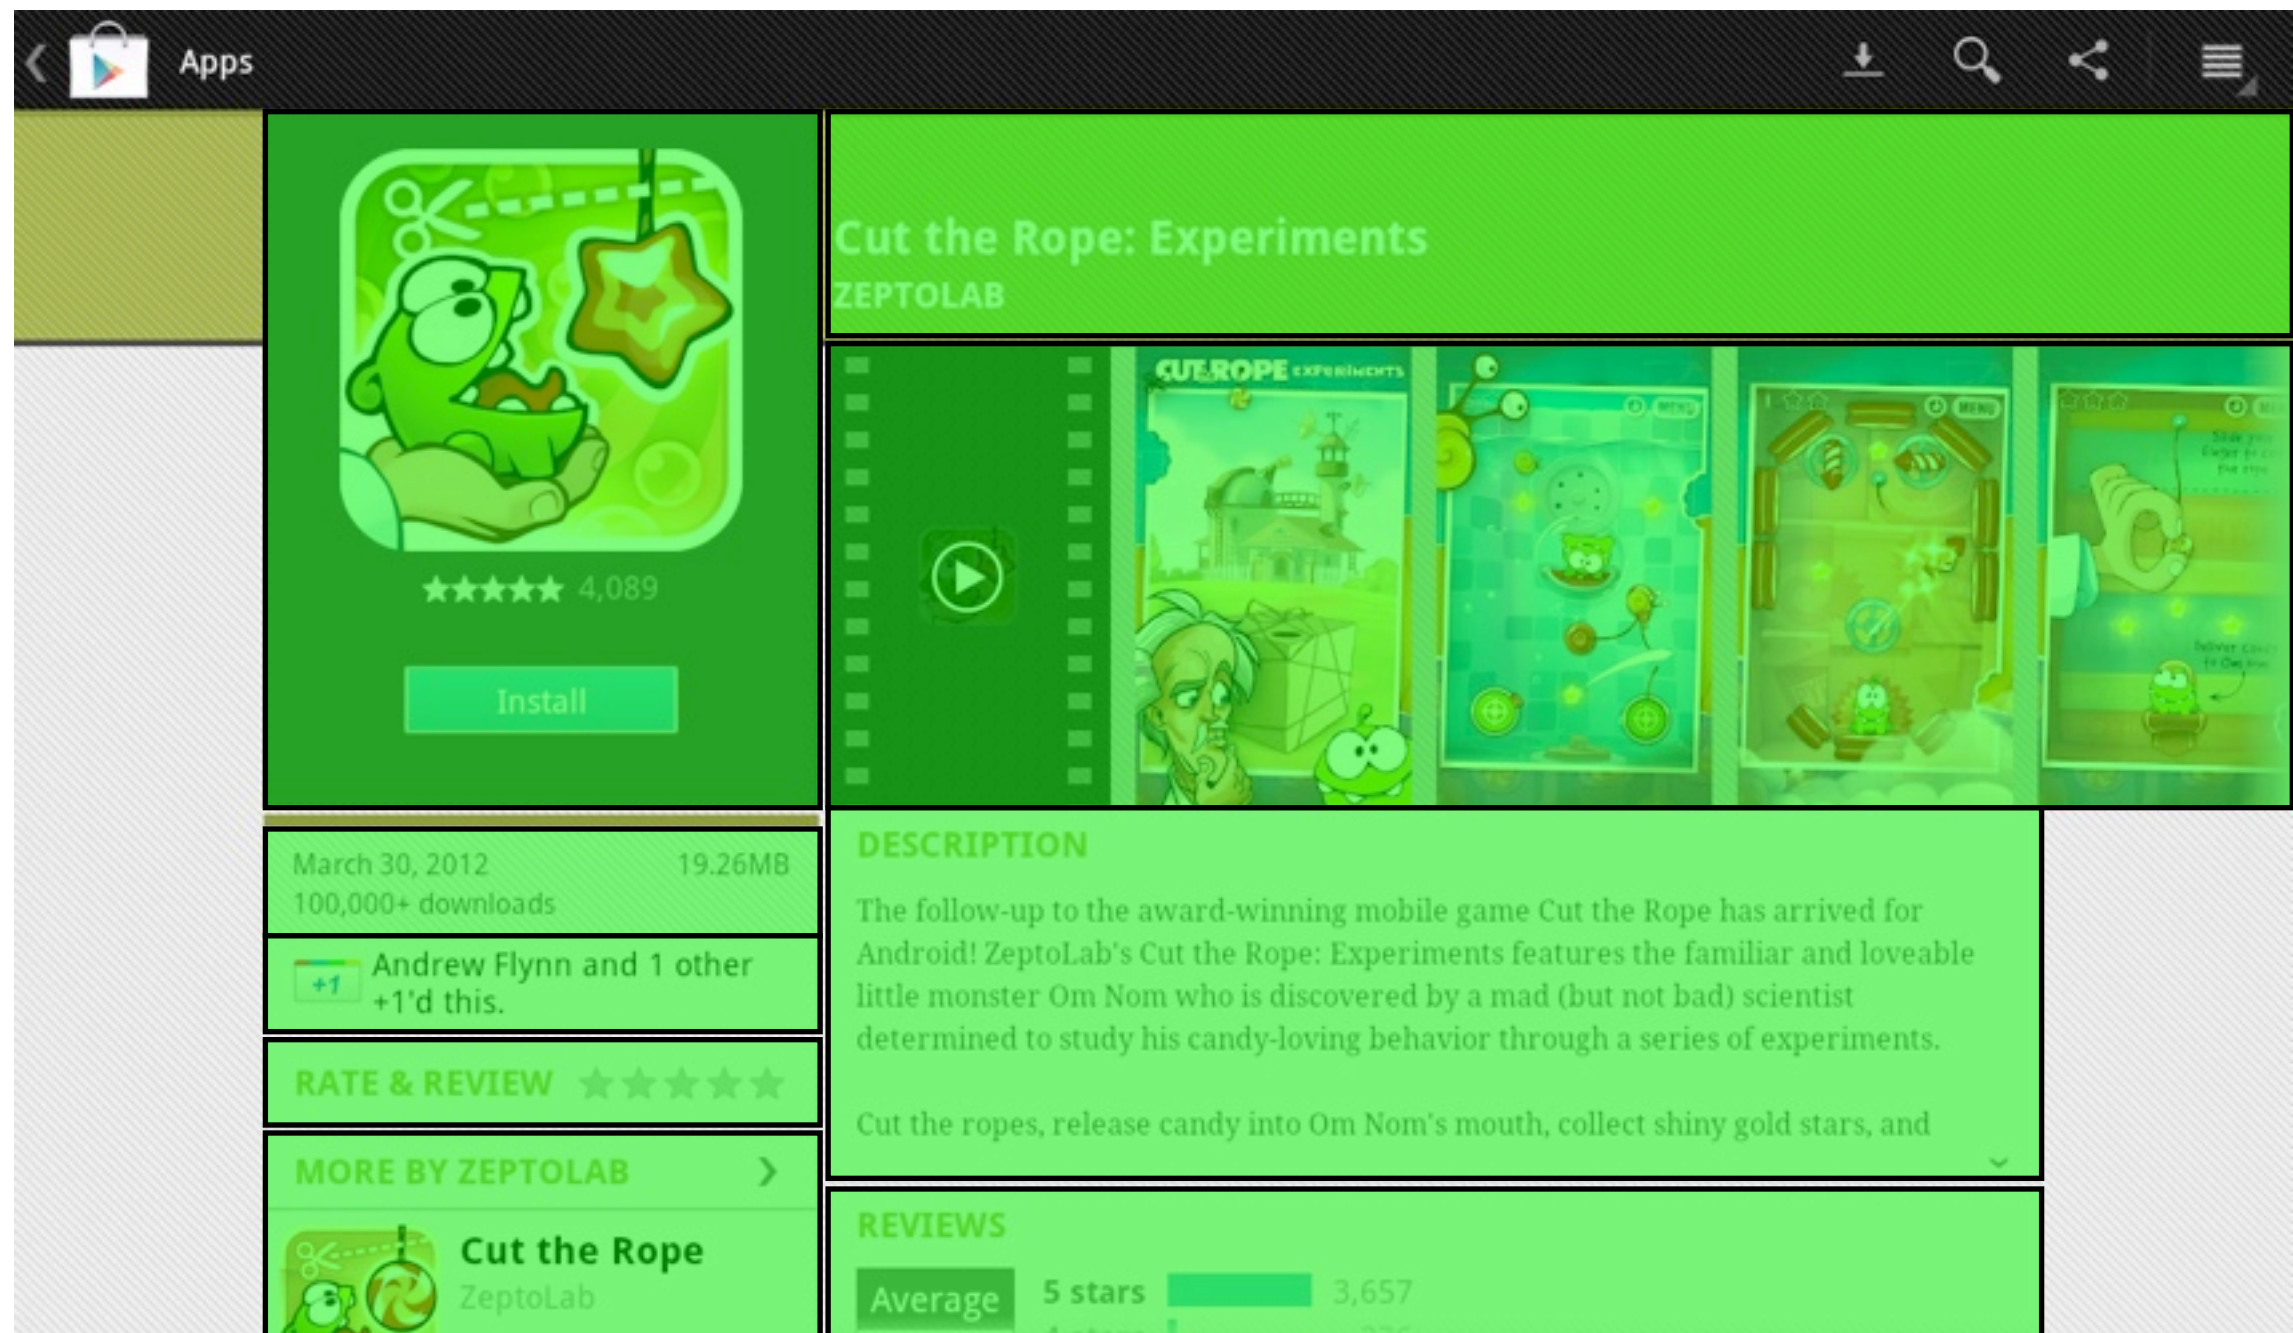 Apps
Cut the Rope: Experiments
ZEPTOLAB
4,089
Install
CUT ROPE EXPERIMENTS
MENU
MENU
March 30, 2012 19.26MB
100,000+ downloads
+1 Andrew Flynn and 1 other
+1'd this.
RATE & REVIEW
MORE BY ZEPTOLAB
Cut the Rope
ZeptoLab
DESCRIPTION
The follow-up to the award-winning mobile game Cut the Rope has arrived for
Android! ZeptoLab's Cut the Rope: Experiments features the familiar and loveable
little monster Om Nom who is discovered by a mad (but not bad) scientist
determined to study his candy-loving behavior through a series of experiments.
Cut the ropes, release candy into Om Nom's mouth, collect shiny gold stars, and
REVIEWS
Average
5 stars 3,657